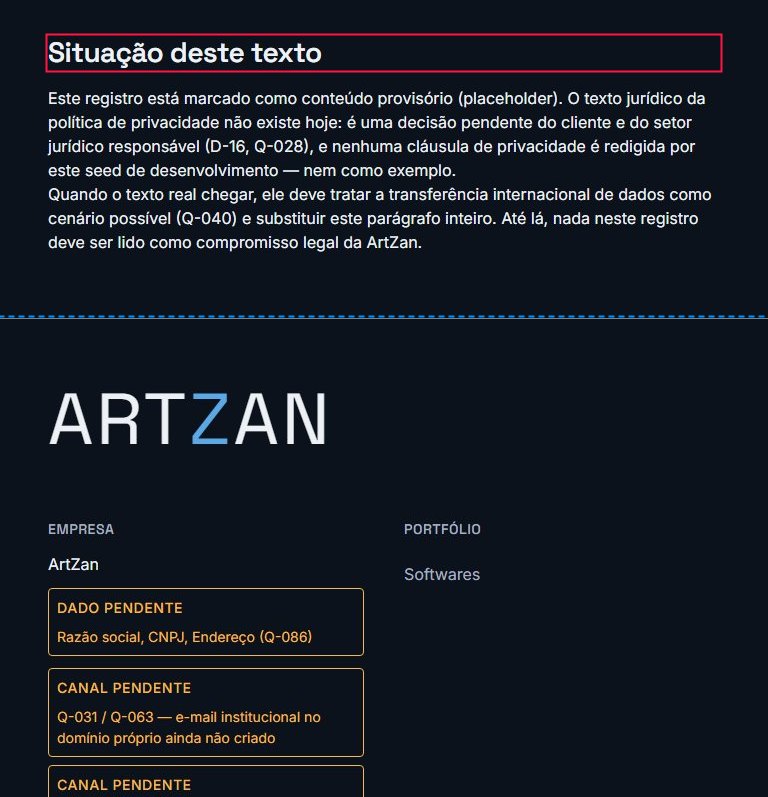 Situação deste texto
Este registro está marcado como conteúdo provisório (placeholder). O texto jurídico da
política de privacidade não existe hoje: é uma decisão pendente do cliente e do setor
jurídico responsável (D-16, Q-028), e nenhuma cláusula de privacidade é redigida por
este seed de desenvolvimento — nem como exemplo.
Quando o texto real chegar, ele deve tratar a transferência internacional de dados como
cenário possível (Q-040) e substituir este parágrafo inteiro. Até lá, nada neste registro
deve ser lido como compromisso legal da ArtZan.
ARTZAN
EMPRESA
ArtZan
DADO PENDENTE
Razão social, CNPJ, Endereço (Q-086)
CANAL PENDENTE
Q-031 / Q-063 — e-mail institucional no
domínio próprio ainda não criado
CANAL PENDENTE
PORTFÓLIO
Softwares